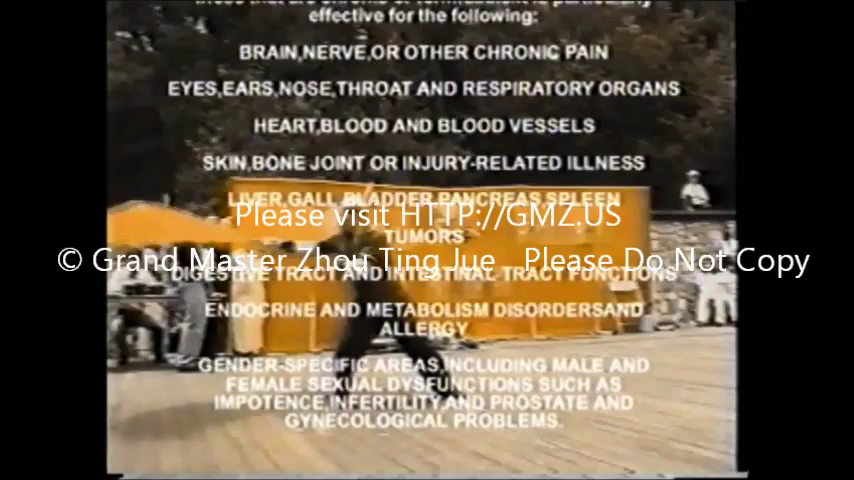 effective for the following:
BRAIN,NERVE,OR OTHER CHRONIC PAIN
EYES,EARS,NOSE,THROAT AND RESPIRATORY ORGANS
HEART,BLOOD AND BLOOD VESSELS
SKIN,BONE JOINT OR INJURY-RELATED ILLNESS
LIVER,GALL BLADDER,PANCREAS,SPLEEN
Please visit HTTP://GMZ.US
TUMORS
© Grand Master Zhou Ting Jue Please Do Not Copy
DIGESTIVE TRACT AND INTESTINAL TRACT FUNCTIONS
ENDOCRINE AND METABOLISM DISORDERSAND
ALLERGY
GENDER-SPECIFIC AREAS,INCLUDING MALE AND
FEMALE SEXUAL DYSFUNCTIONS SUCH AS
IMPOTENCE,INFERTILITY,AND PROSTATE AND
GYNECOLOGICAL PROBLEMS.